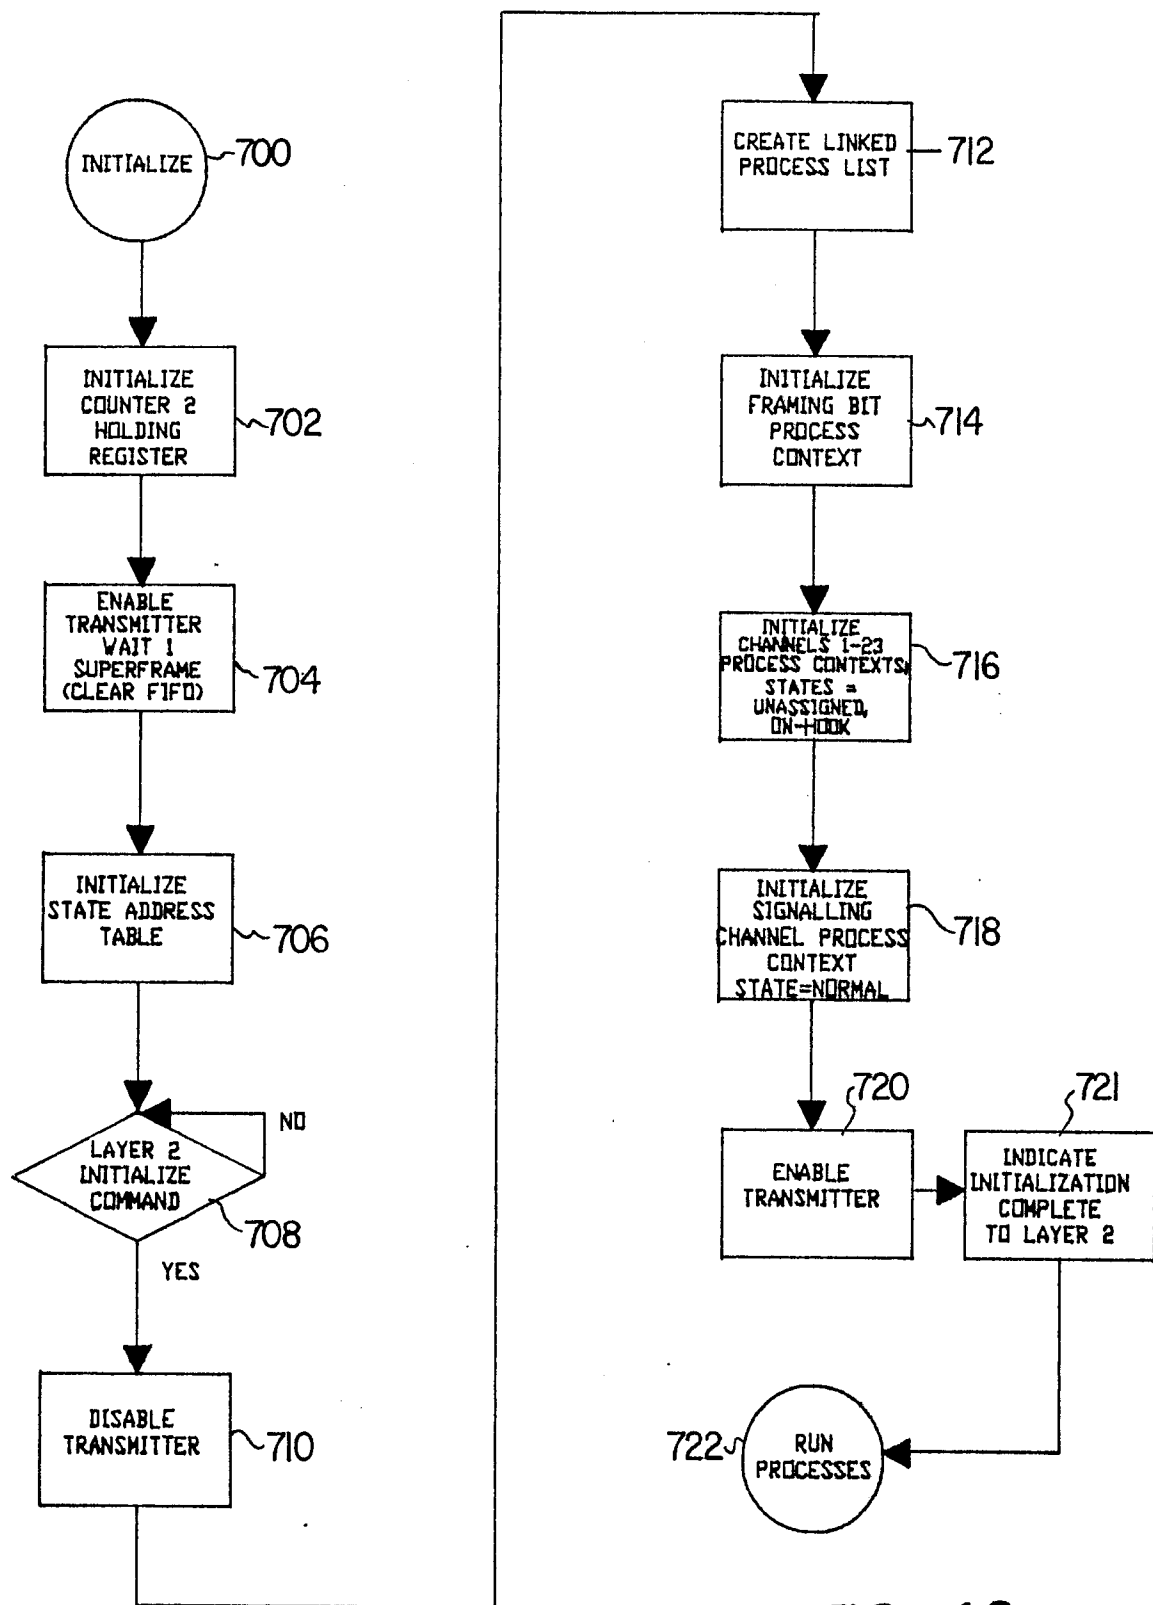 INITIALIZE
700
INITIALIZE
COUNTER 2
HOLDING
REGISTER
702
ENABLE
TRANSMITTER
WAIT 1
SUPERFRAME
(CLEAR FIFO)
704
INITIALIZE
STATE ADDRESS
TABLE
706
NO
LAYER 2
INITIALIZE
COMMAND
708
YES
DISABLE
TRANSMITTER
710
CREATE LINKED
PROCESS LIST
712
INITIALIZE
FRAMING BIT
PROCESS
CONTEXT
714
INITIALIZE
CHANNELS 1-23
PROCESS CONTEXTS,
STATES =
UNASSIGNED,
ON-HOOK
716
INITIALIZE
SIGNALLING
CHANNEL PROCESS
CONTEXT
STATE=NORMAL
718
720
ENABLE
TRANSMITTER
721
INDICATE
INITIALIZATION
COMPLETE
TO LAYER 2
722
RUN
PROCESSES